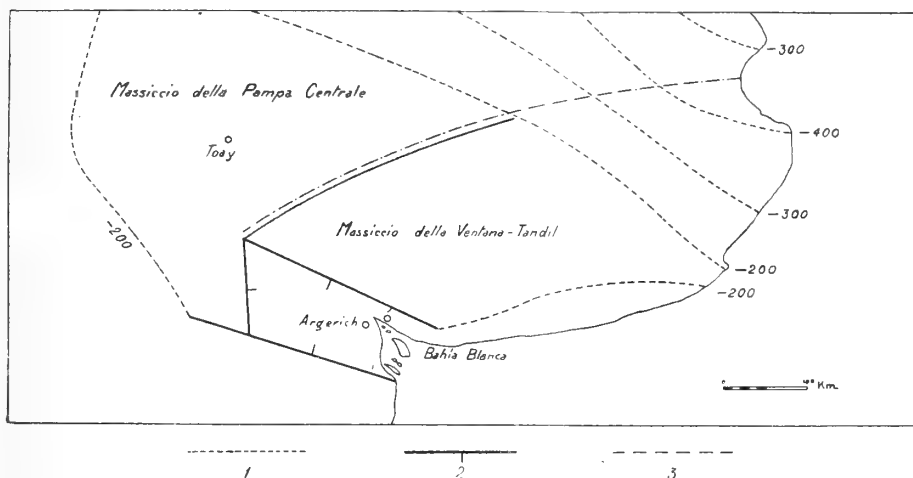 -300
Massiccio della Pampa Centrale
-400
Toay
-200
-300
Massiccio della Ventana-Tandil
-200
-200
Argerich
Bahía Blanca
Km.
1
2
3